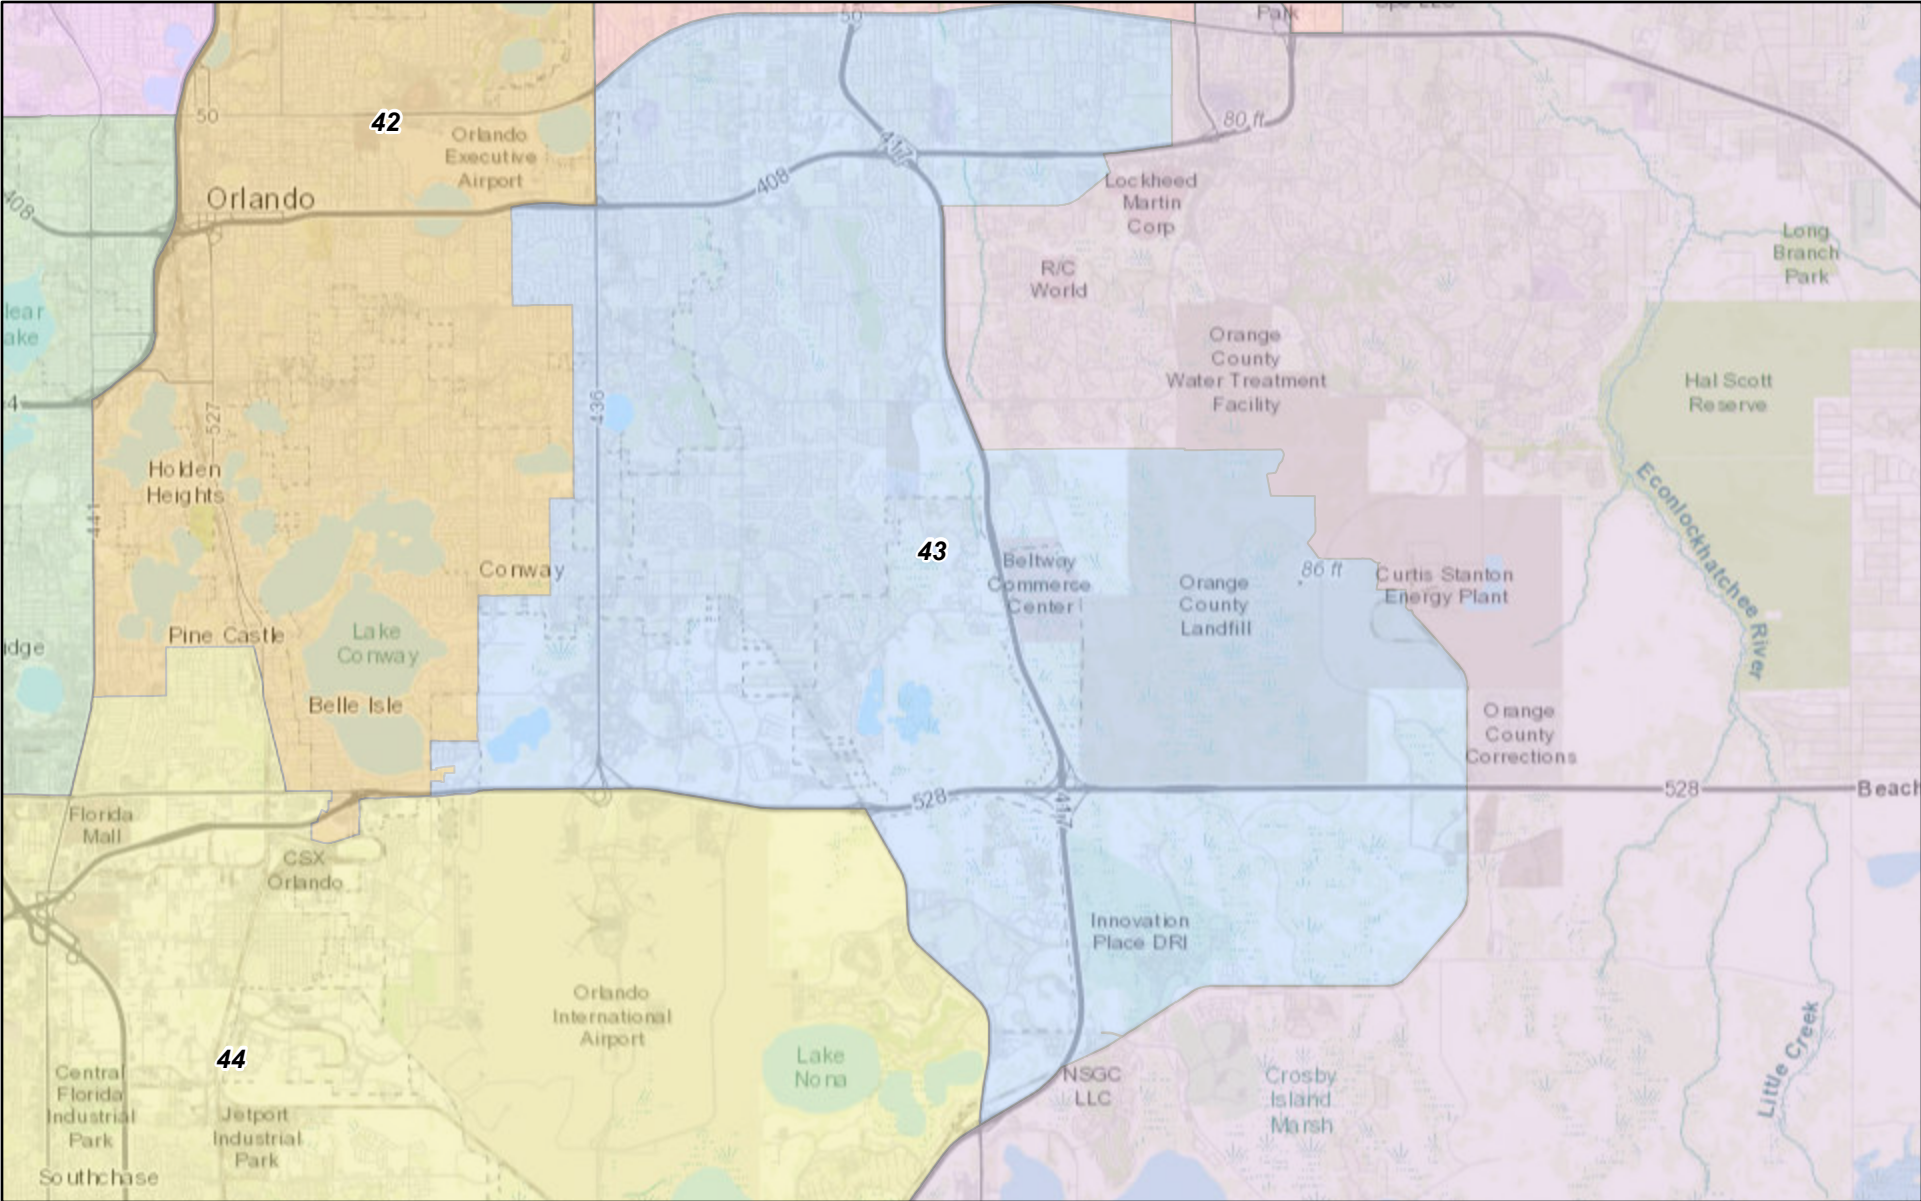 50
Park
50
42
Orlando
Executive
Airport
80 ft
417
408
408
Orlando
Lockheed
Martin
Corp
Long
Branch
Park
R/C
World
lear
ake
Orange
County
Water Treatment
Facility
Hal Scott
Reserve
4
436
527
Holden
Heights
441
Econlockhatchee River
43
Conway
Beltway
Commerce
Center
Orange
County
Landfill
86 ft
Curtis Stanton
Energy Plant
Pine Castle
Lake
Conway
idge
Belle Isle
Orange
County
Corrections
528
528
Beach
417
Florida
Mall
CSX
Orlando
Innovation
Place DRI
Orlando
International
Airport
44
Lake
Nona
Central
Florida
Industrial
Park
Jetport
Industrial
Park
NSGC
LLC
Crosby
Island
Marsh
Little Creek
Southchase